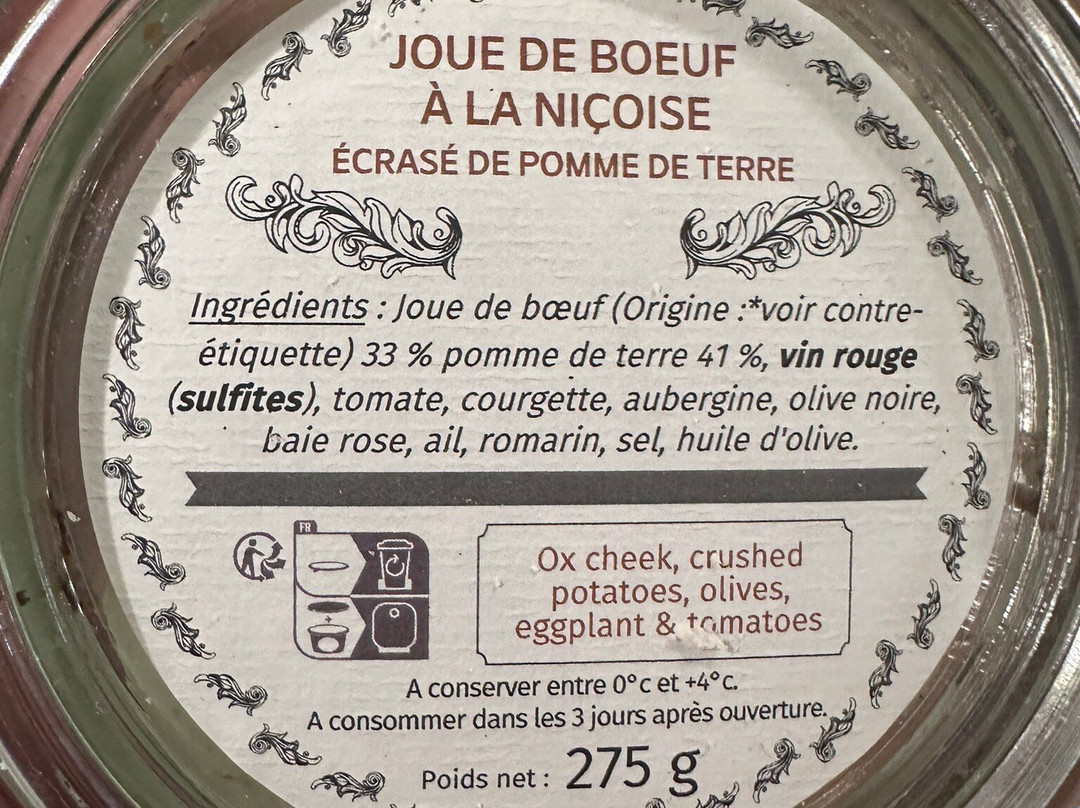 JOUE DE BOEUF
À LA NIÇOISE
ÉCRASÉ DE POMME DE TERRE
Ingrédients : Joue de bœuf (Origine :*voir contre-
étiquette) 33 % pomme de terre 41 %, vin rouge
(sulfites), tomate, courgette, aubergine, olive noire,
baie rose, ail, romarin, sel, huile d'olive.
FR
+
Ox cheek, crushed
potatoes, olives,
eggplant & tomatoes
A conserver entre 0°c et +4°c.
A consommer dans les 3 jours après ouverture.
Poids net : 275 g